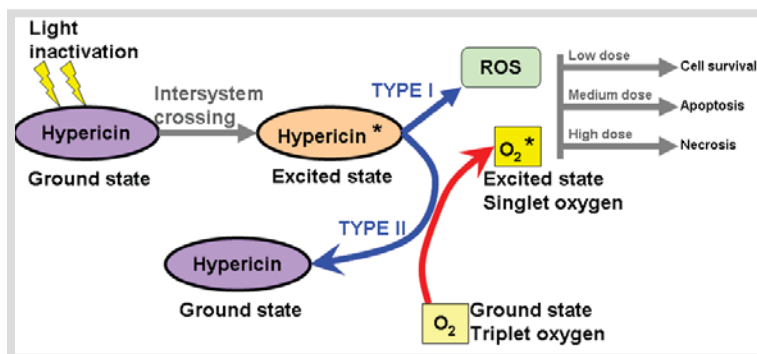 Light
inactivation
Hypericin
Ground state
Intersystem
crossing
Hypericin*
Excited state
TYPE I
ROS
Low dose
Cell survival
Medium dose
Apoptosis
High dose
Necrosis
O2*
Excited state
Singlet oxygen
TYPE II
Hypericin
Ground state
O2
Ground state
Triplet oxygen